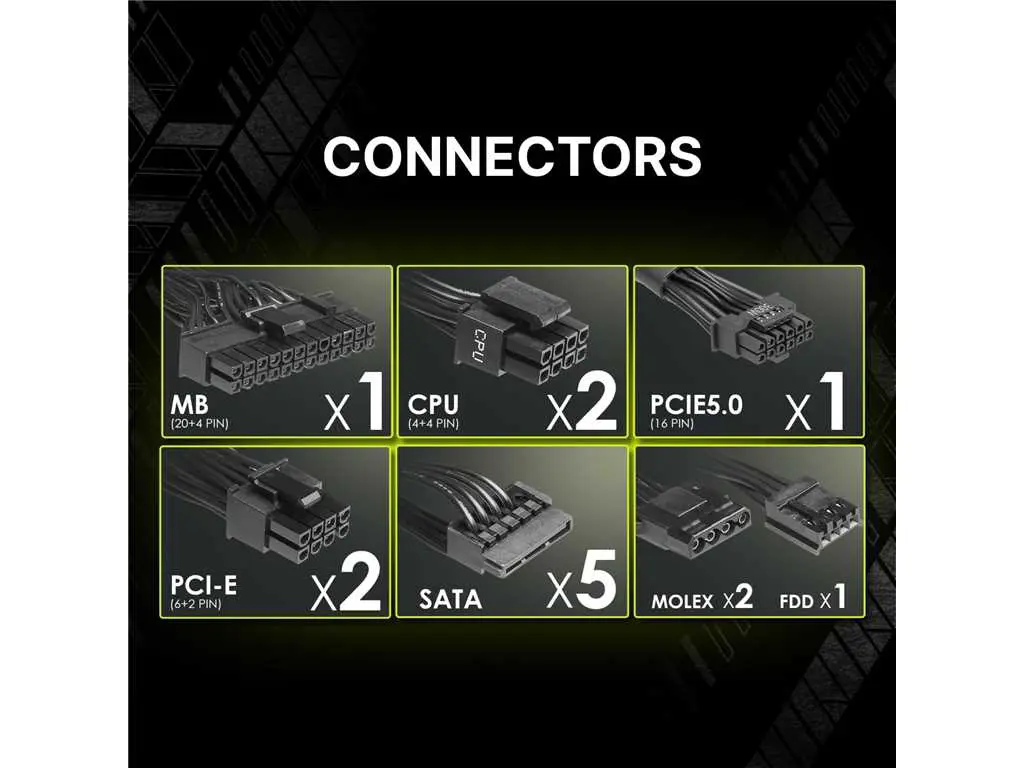 CONNECTORS
MB
(20+4 PIN)
X1
CPU
CPU
(4+4 PIN)
X2
PCIE5.0
(16 PIN)
X1
PCI-E
(6+2 PIN)
X2
SATA
X5
MOLEX X2
FDD X1